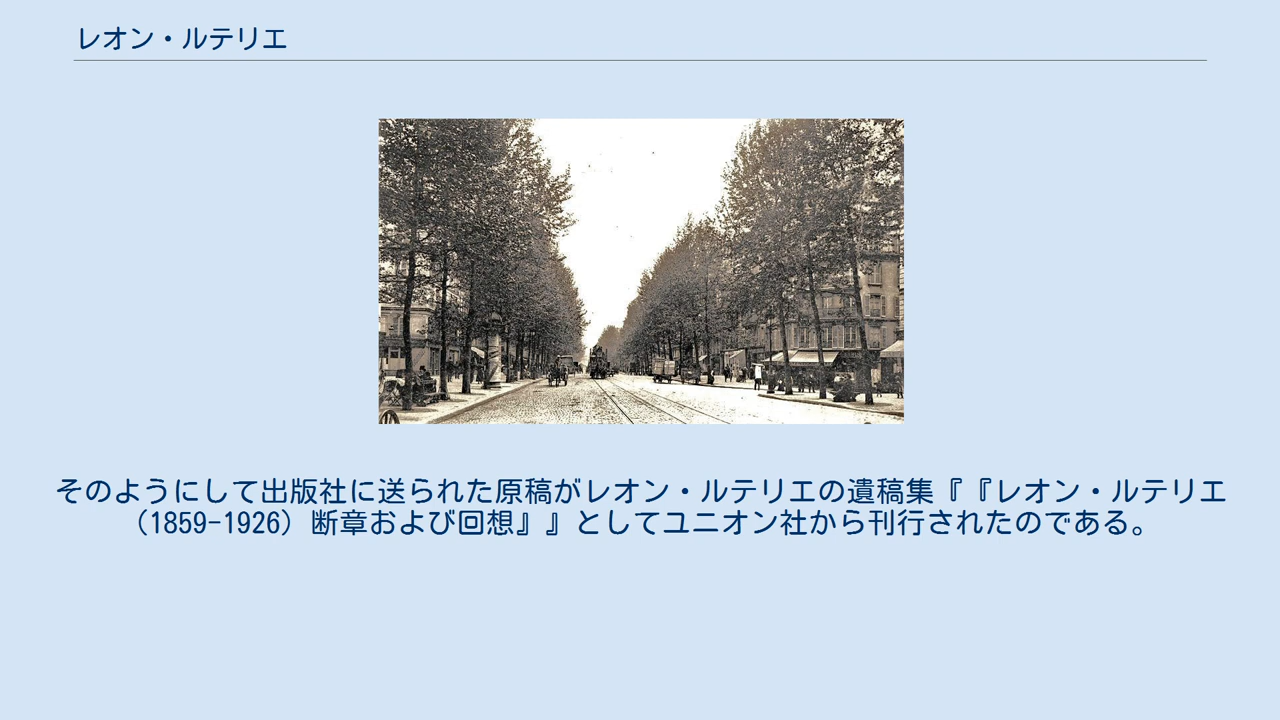 レオン・ルテリエ
そのようにして出版社に送られた原稿がレオン・ルテリエの遺稿集『『レオン・ルテリエ
（1859-1926）断章および回想』』としてユニオン社から刊行されたのである。